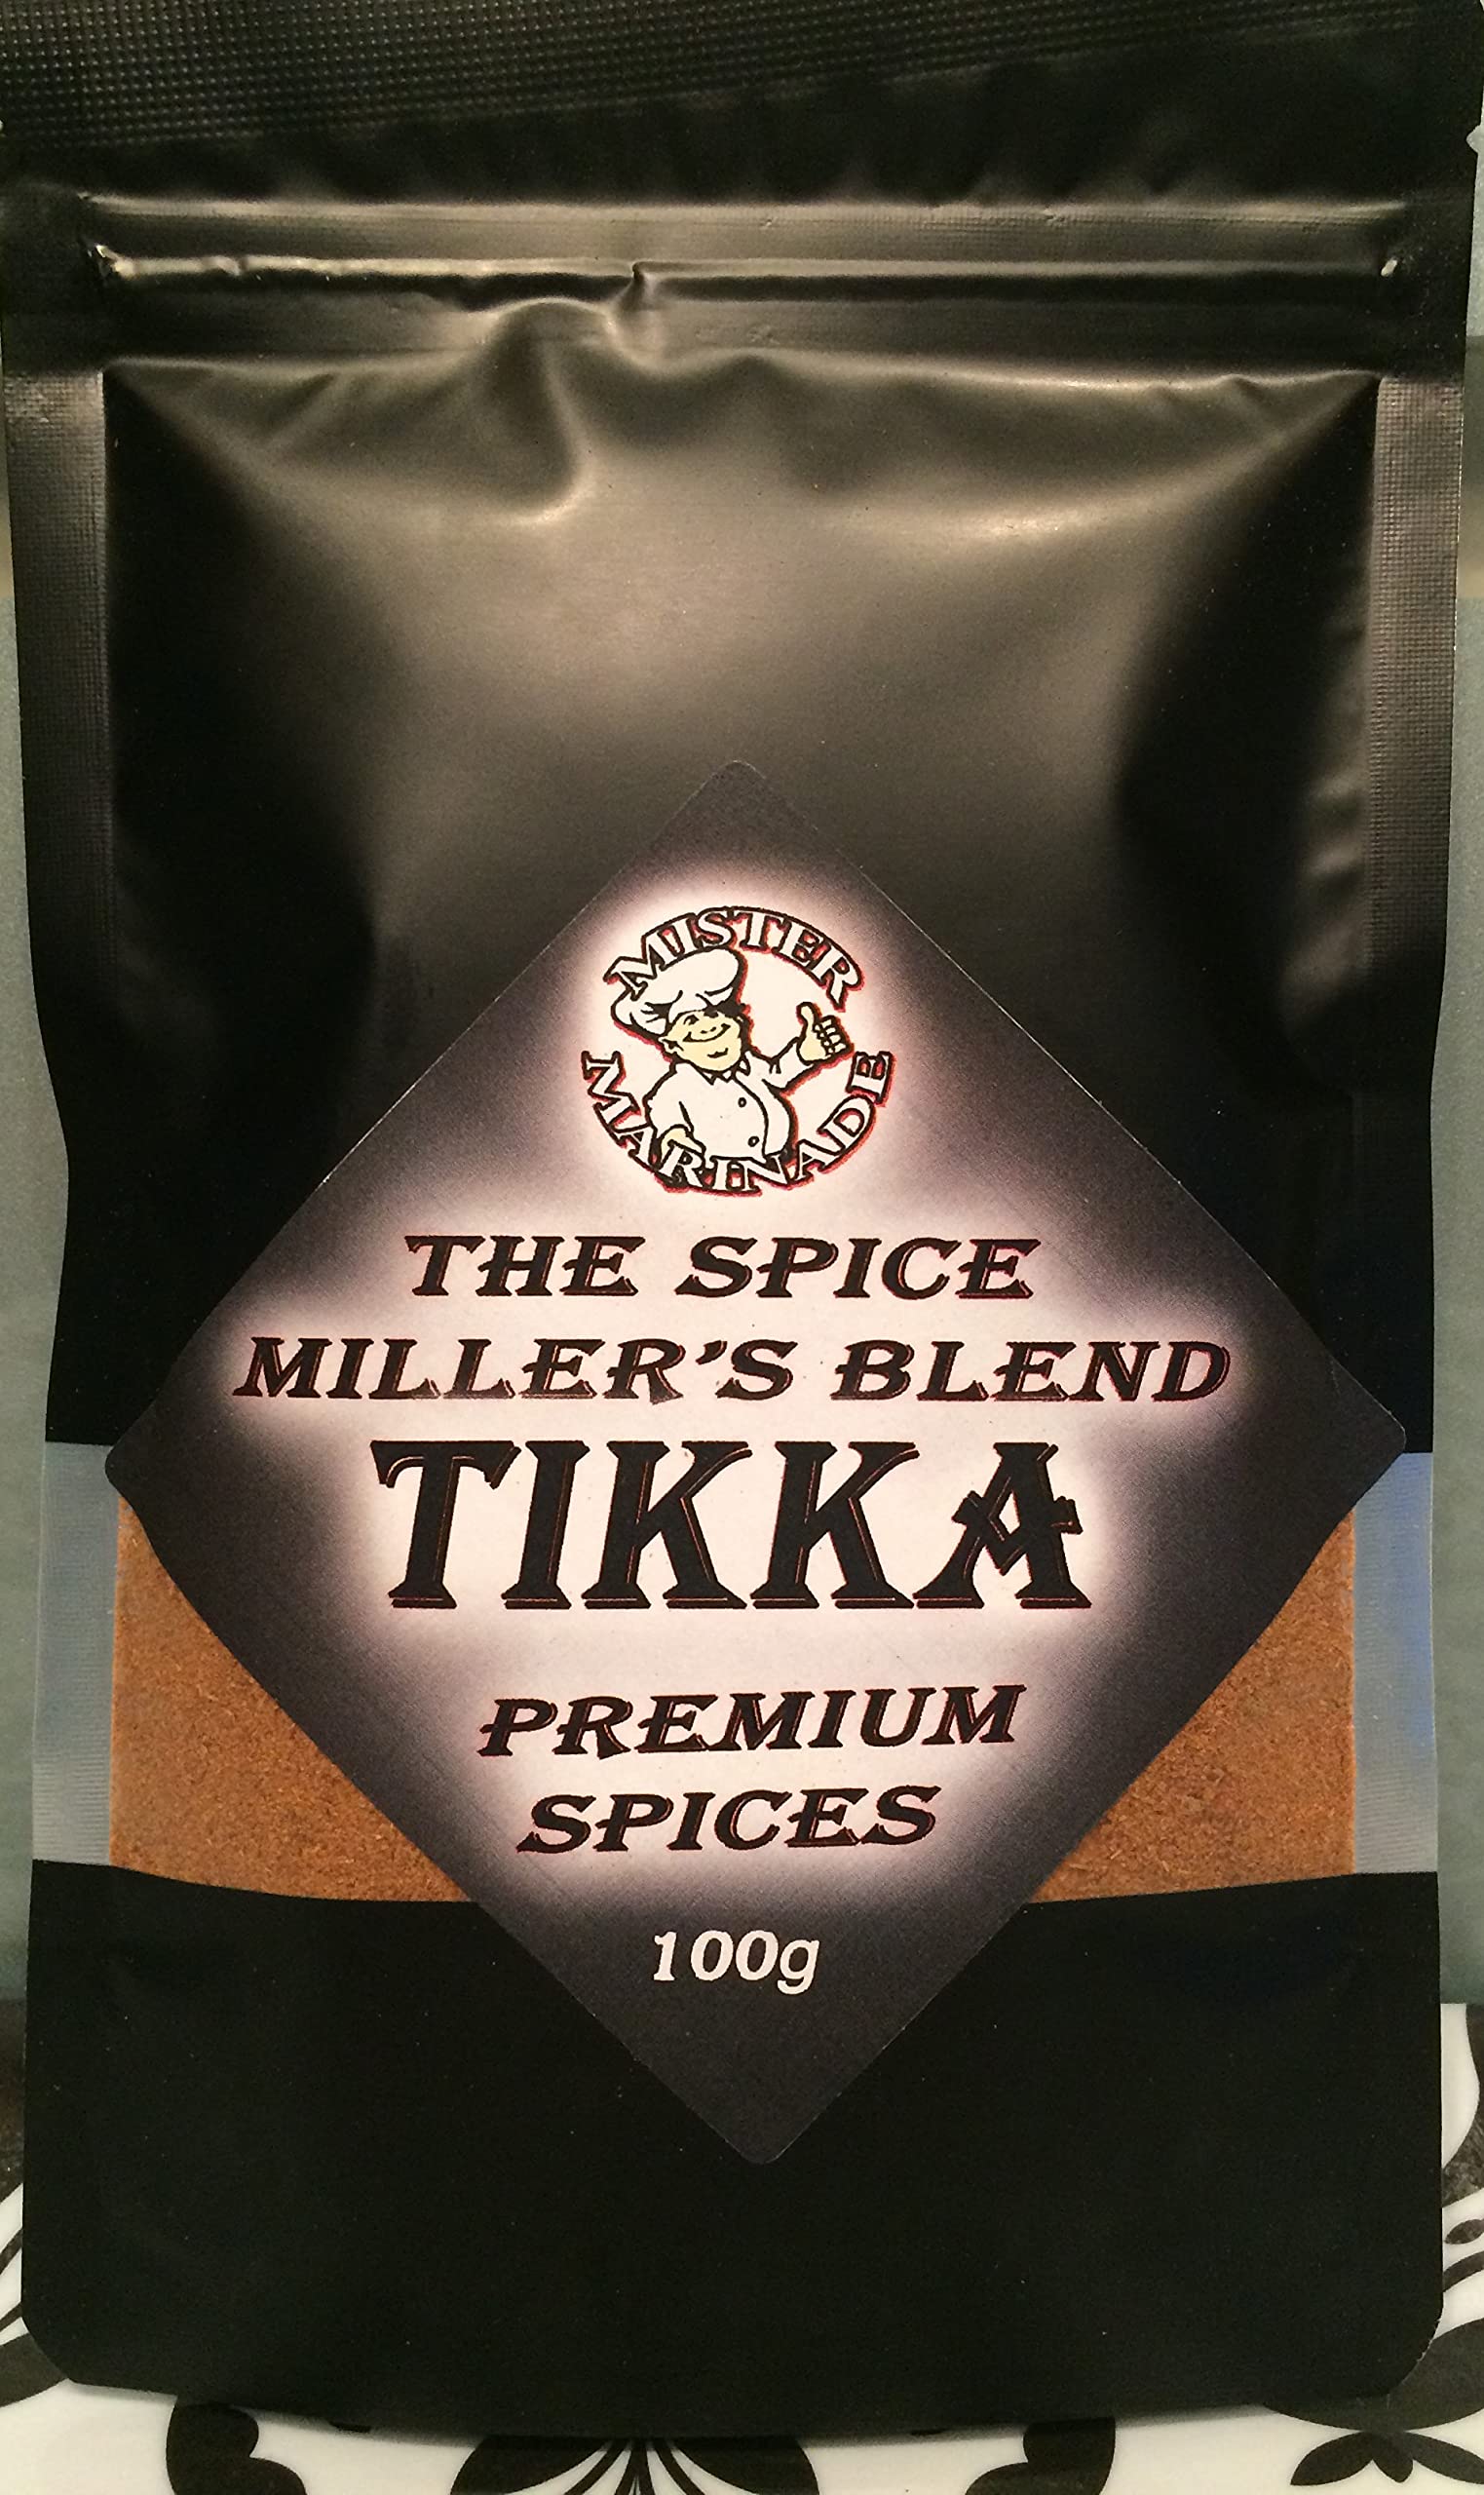 MISTER
MARINADE
THE SPICE
MILLER'S BLEND
TIKKA
PREMIUM
SPICES
100g